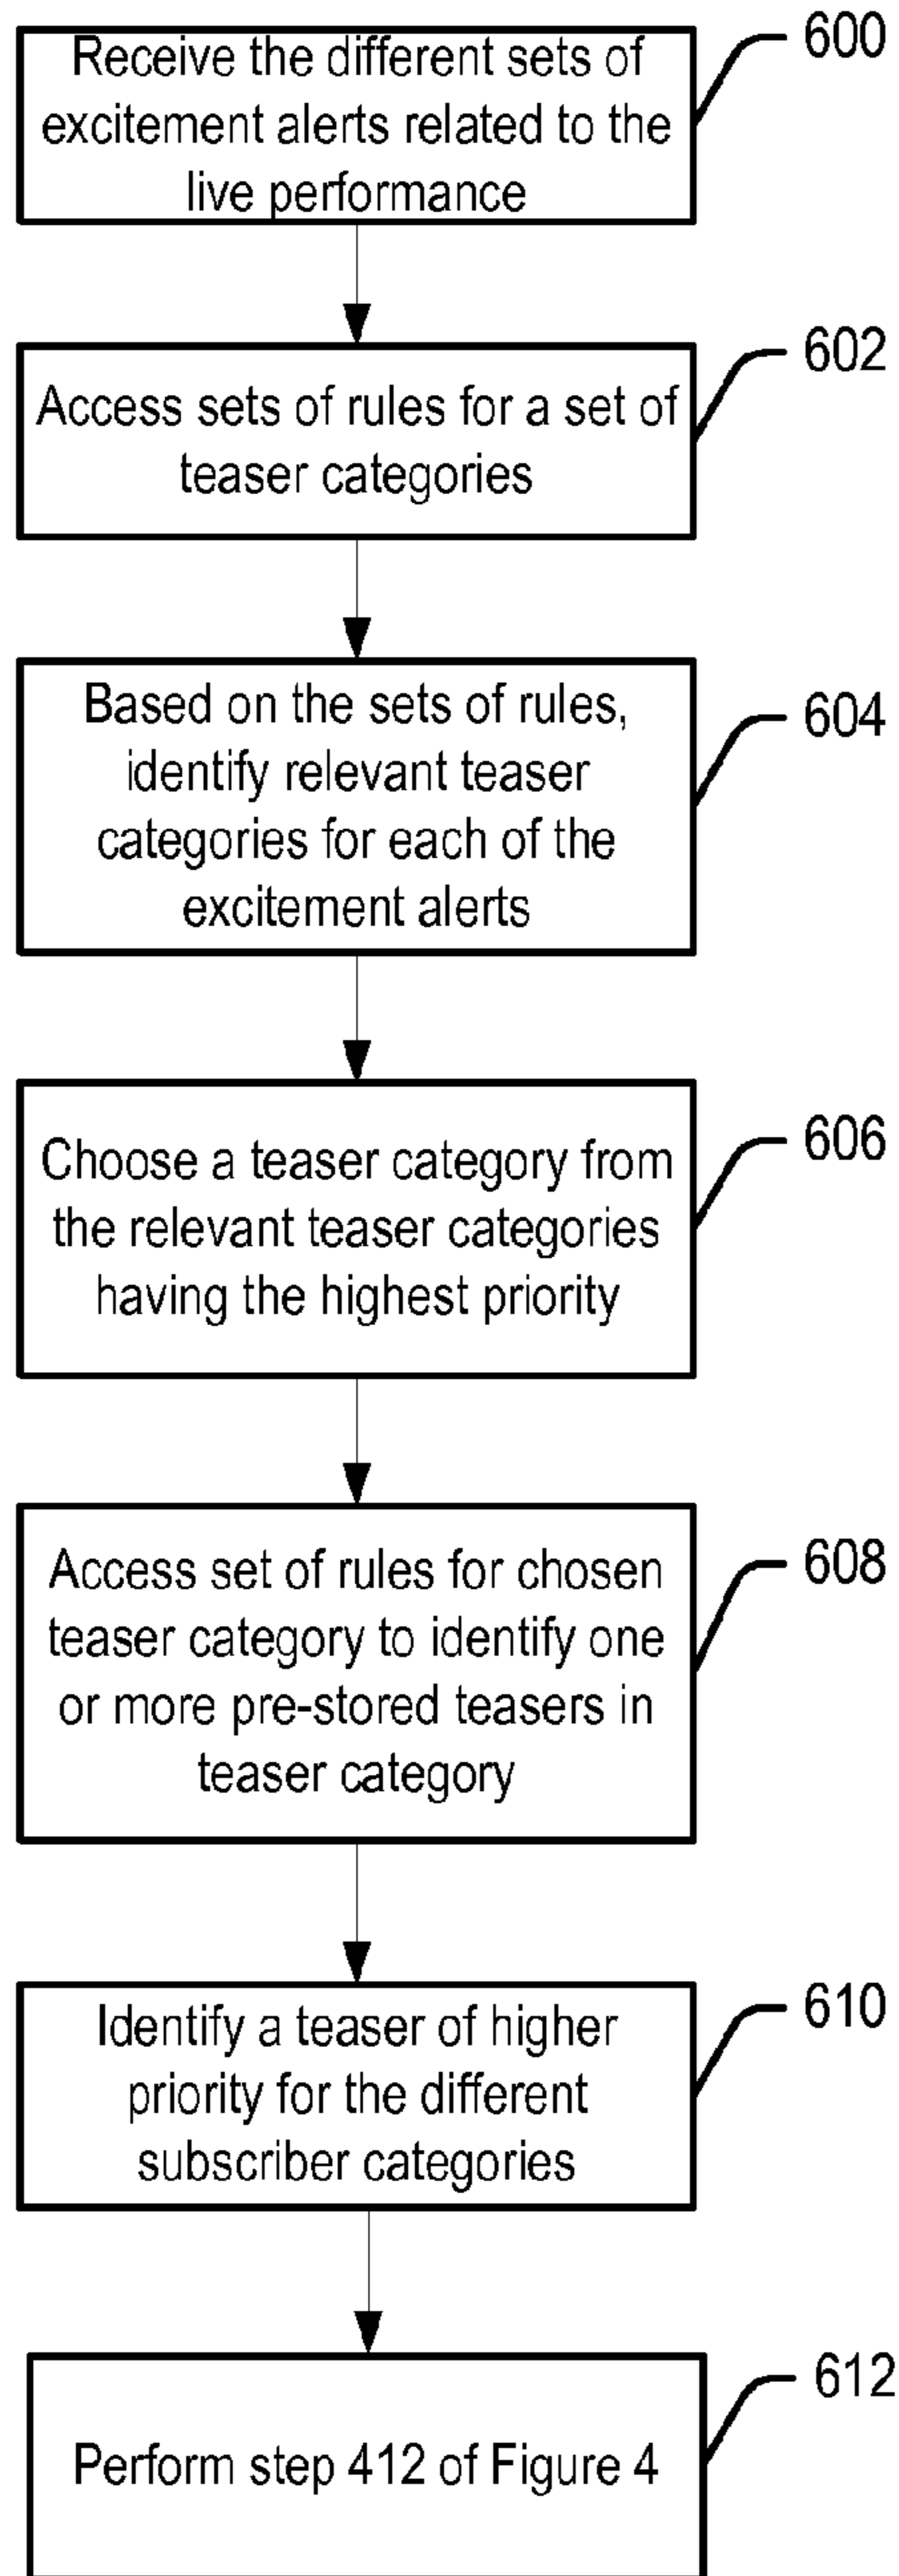 Receive the different sets of
excitement alerts related to the
live performance
600
Access sets of rules for a set of
teaser categories
602
Based on the sets of rules,
identify relevant teaser
categories for each of the
excitement alerts
604
Choose a teaser category from
the relevant teaser categories
having the highest priority
606
Access set of rules for chosen
teaser category to identify one
or more pre-stored teasers in
teaser category
608
Identify a teaser of higher
priority for the different
subscriber categories
610
Perform step 412 of Figure 4
612